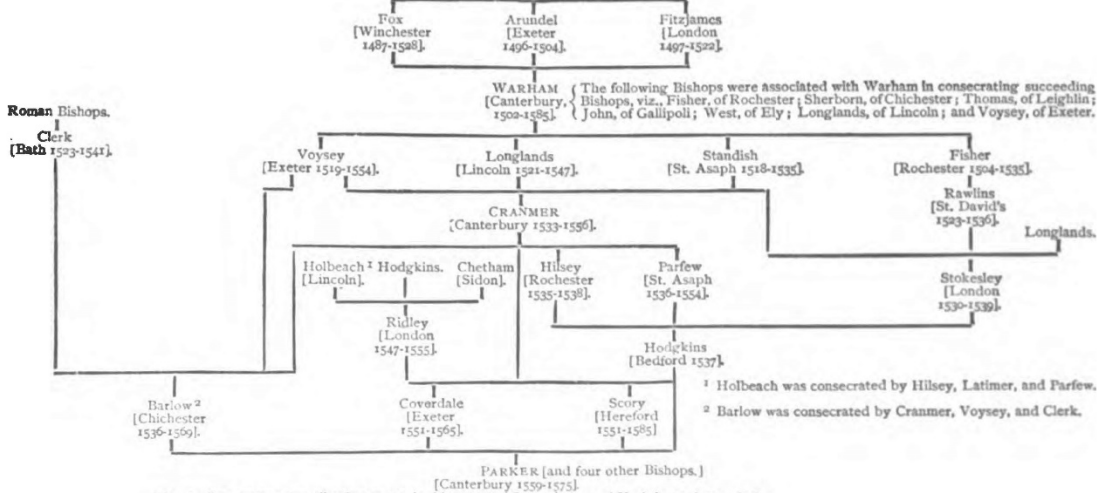 Fox
[Winchester
1487-1528].
Arundel
[Exeter
1496-1504].
Fitzjames
[London
1497-1522].
WARHAM
[Canterbury,
1502-1585].
{ The following Bishops were associated with Warham in consecrating succeeding
Bishops, viz., Fisher, of Rochester; Sherborn, of Chichester; Thomas, of Leighlin;
John, of Gallipoli; West, of Ely; Longlands, of Lincoln; and Voysey, of Exeter.
Roman Bishops.
Clerk
[Bath 1523-1541].
Voysey
[Exeter 1519-1554].
Longlands
[Lincoln 1521-1547].
Standish
[St. Asaph 1518-1535].
Fisher
[Rochester 1504-1535].
Rawlins
[St. David's
1523-1536].
Longlands.
CRANMER
[Canterbury 1533-1556].
Holbeach ¹
[Lincoln].
Hodgkins.
Chetham
[Sidon].
Hilsey
[Rochester
1535-1538].
Parfew
[St. Asaph
1536-1554].
Stokesley
[London
1530-1539].
Ridley
[London
1547-1555].
Hodgkins
[Bedford 1537].
¹ Holbeach was consecrated by Hilsey, Latimer, and Parfew.
Barlow ²
[Chichester
1536-1569].
Coverdale
[Exeter
1551-1565].
Scory
[Hereford
1551-1585]
² Barlow was consecrated by Cranmer, Voysey, and Clerk.
PARKER [and four other Bishops.]
[Canterbury 1559-1575].